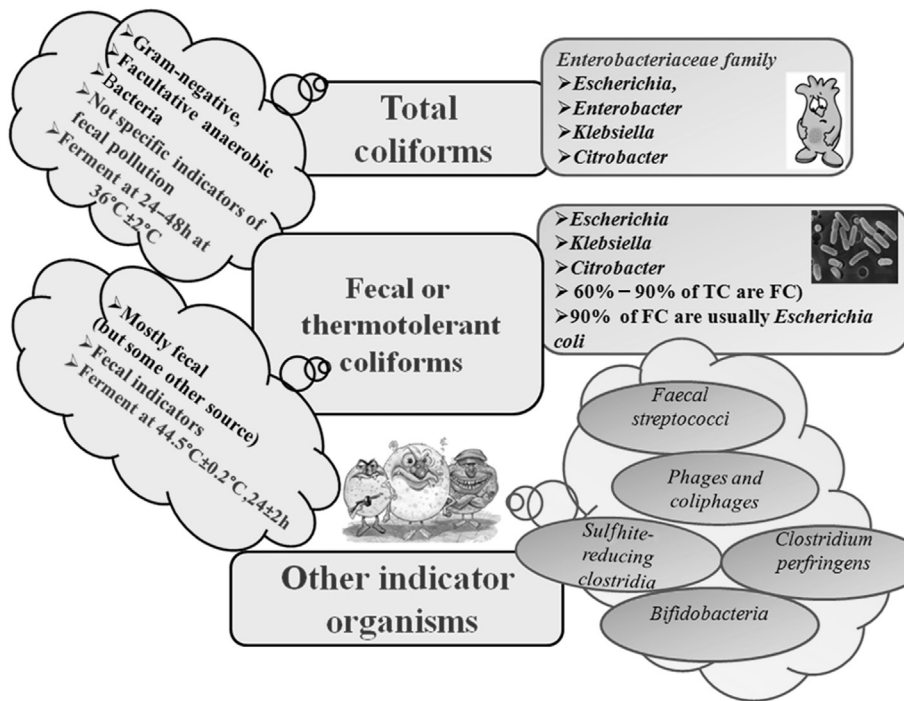 ➢Gram-negative,
➢Facultative anaerobic
➢Bacteria
➢Not specific indicators of
fecal pollution
➢Ferment at 24–48h at
36°C±2°C
Total
coliforms
Enterobacteriaceae family
➢Escherichia,
➢Enterobacter
➢Klebsiella
➢Citrobacter
➢Mostly fecal
(but some other source)
➢Fecal indicators
➢Ferment at 44.5°C±0.2°C,24±2h
Fecal or
thermotolerant
coliforms
➢Escherichia
➢Klebsiella
➢Citrobacter
➢ 60% – 90% of TC are FC)
➢90% of FC are usually Escherichia
coli
Other indicator
organisms
Faecal
streptococci
Phages and
coliphages
Sulfhite-
reducing
clostridia
Clostridium
perfringens
Bifidobacteria